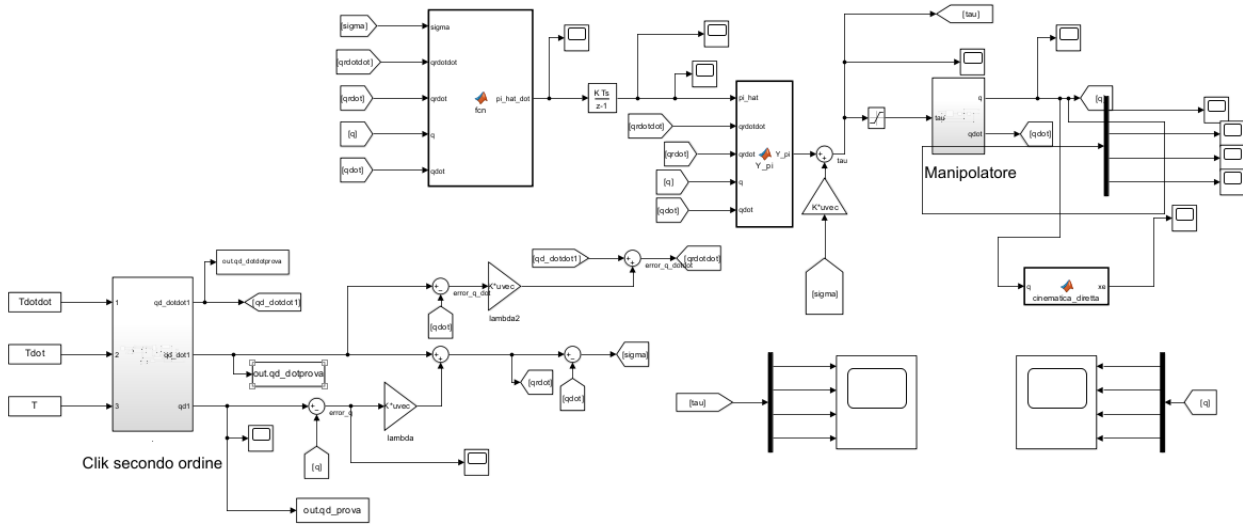 [sigma]
[qrdotdot]
[qrdot]
[q]
[qdot]
sigma
qrdotdot
qrdot
q
qdot
fcn
pi_hat_dot
K Ts
z-1
[qrdotdot]
[qrdot]
[q]
[qdot]
pi_hat
qrdotdot
qrdot
q
qdot
Y_pi
Y_pi
tau
K*uvec
[sigma]
[tau]
tau
q
qdot
Manipolatore
[q]
[qdot]
q
cinematica_diretta
xe
Tdotdot
Tdot
T
1
2
3
qd_dotdot1
qd_dot1
qd1
Clik secondo ordine
out.qd_dotdotprova
[qd_dotdot1]
out.qd_dotprova
out.qd_prova
error_q_dot
[qdot]
K*uvec
lambda2
[qd_dotdot1]
error_q_dotdot
[qrdotdot]
error_q
[q]
K*uvec
lambda
[qrdot]
[qdot]
[sigma]
[tau]
[q]